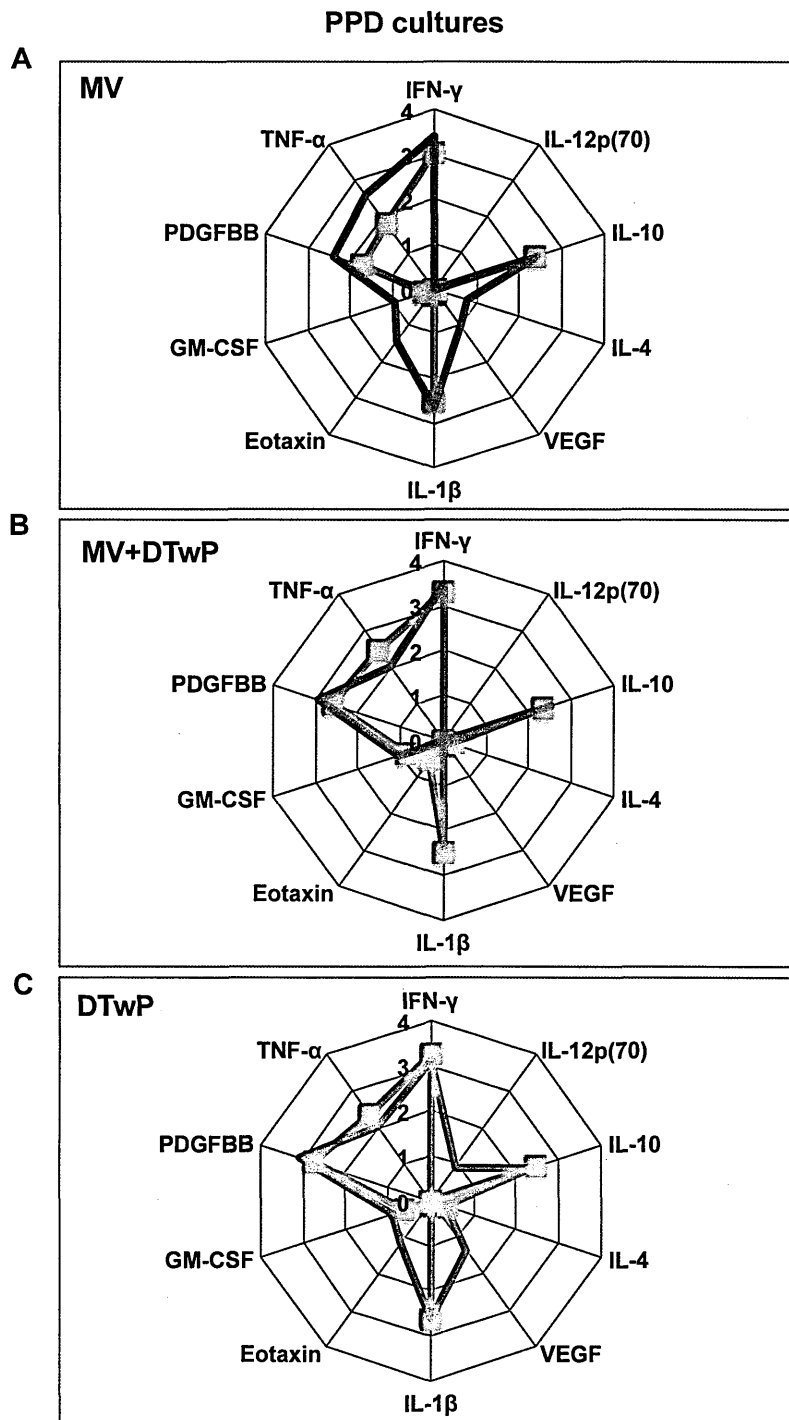 PPD cultures
A
MV
IFN-γ
4
TNF-α
IL-12p(70)
3
2
PDGFBB
IL-10
1
0
GM-CSF
IL-4
Eotaxin
VEGF
IL-1β
B
MV+DTwP
IFN-γ
4
TNF-α
IL-12p(70)
3
2
PDGFBB
IL-10
1
0
GM-CSF
IL-4
Eotaxin
VEGF
IL-1β
C
DTwP
IFN-γ
4
TNF-α
IL-12p(70)
3
2
PDGFBB
IL-10
1
0
GM-CSF
IL-4
Eotaxin
VEGF
IL-1β